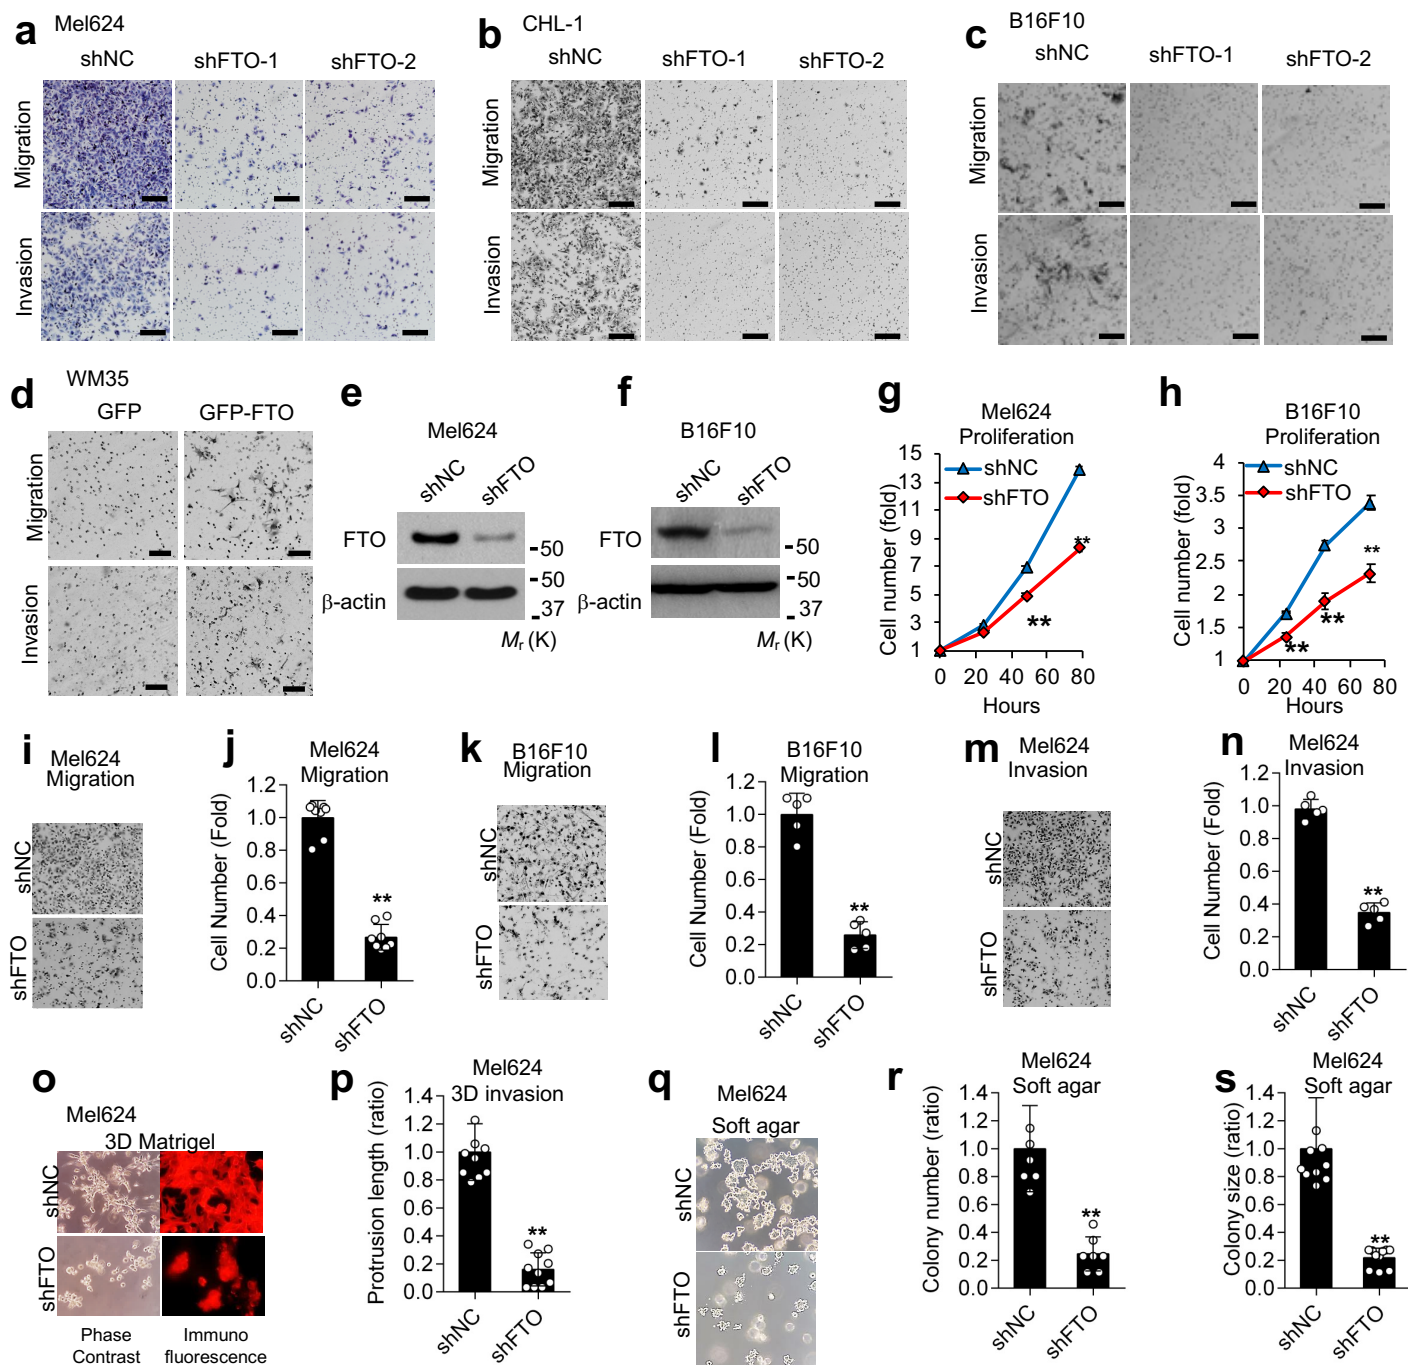 a Mel624
shNC shFTO-1 shFTO-2
Migration
Invasion
b CHL-1
shNC shFTO-1 shFTO-2
Migration
Invasion
c B16F10
shNC shFTO-1 shFTO-2
Migration
Invasion
d WM35
GFP GFP-FTO
Migration
Invasion
e
Mel624
shNC shFTO
FTO
50
β-actin
50
37
Mr (K)
f
B16F10
shNC shFTO
FTO
50
β-actin
50
37
Mr (K)
g
Mel624
Proliferation
shNC
shFTO
Cell number (fold)
15
13
11
9
7
5
3
1
**
**
0 20 40 60 80
Hours
h
B16F10
Proliferation
shNC
shFTO
Cell number (fold)
4
3.5
3
2.5
2
1.5
1
**
**
**
0 20 40 60 80
Hours
i
Mel624
Migration
shNC
shFTO
j
Mel624
Migration
Cell Number (Fold)
1.2
1.0
0.8
0.6
0.4
0.2
0.0
**
shNC
shFTO
k
B16F10
Migration
shNC
shFTO
l
B16F10
Migration
Cell Number (Fold)
1.2
1.0
0.8
0.6
0.4
0.2
0.0
**
shNC
shFTO
m
Mel624
Invasion
shNC
shFTO
n
Mel624
Invasion
Cell Number (Fold)
1.2
1.0
0.8
0.6
0.4
0.2
0.0
**
shNC
shFTO
o
Mel624
3D Matrigel
shNC
shFTO
Phase
Contrast
Immuno
fluorescence
p
Mel624
3D invasion
Protrusion length (ratio)
1.4
1.2
1.0
0.8
0.6
0.4
0.2
0.0
**
shNC
shFTO
q
Mel624
Soft agar
shNC
shFTO
r
Mel624
Soft agar
Colony number (ratio)
1.4
1.2
1.0
0.8
0.6
0.4
0.2
0.0
**
shNC
shFTO
s
Mel624
Soft agar
Colony size (ratio)
1.4
1.2
1.0
0.8
0.6
0.4
0.2
0.0
**
shNC
shFTO